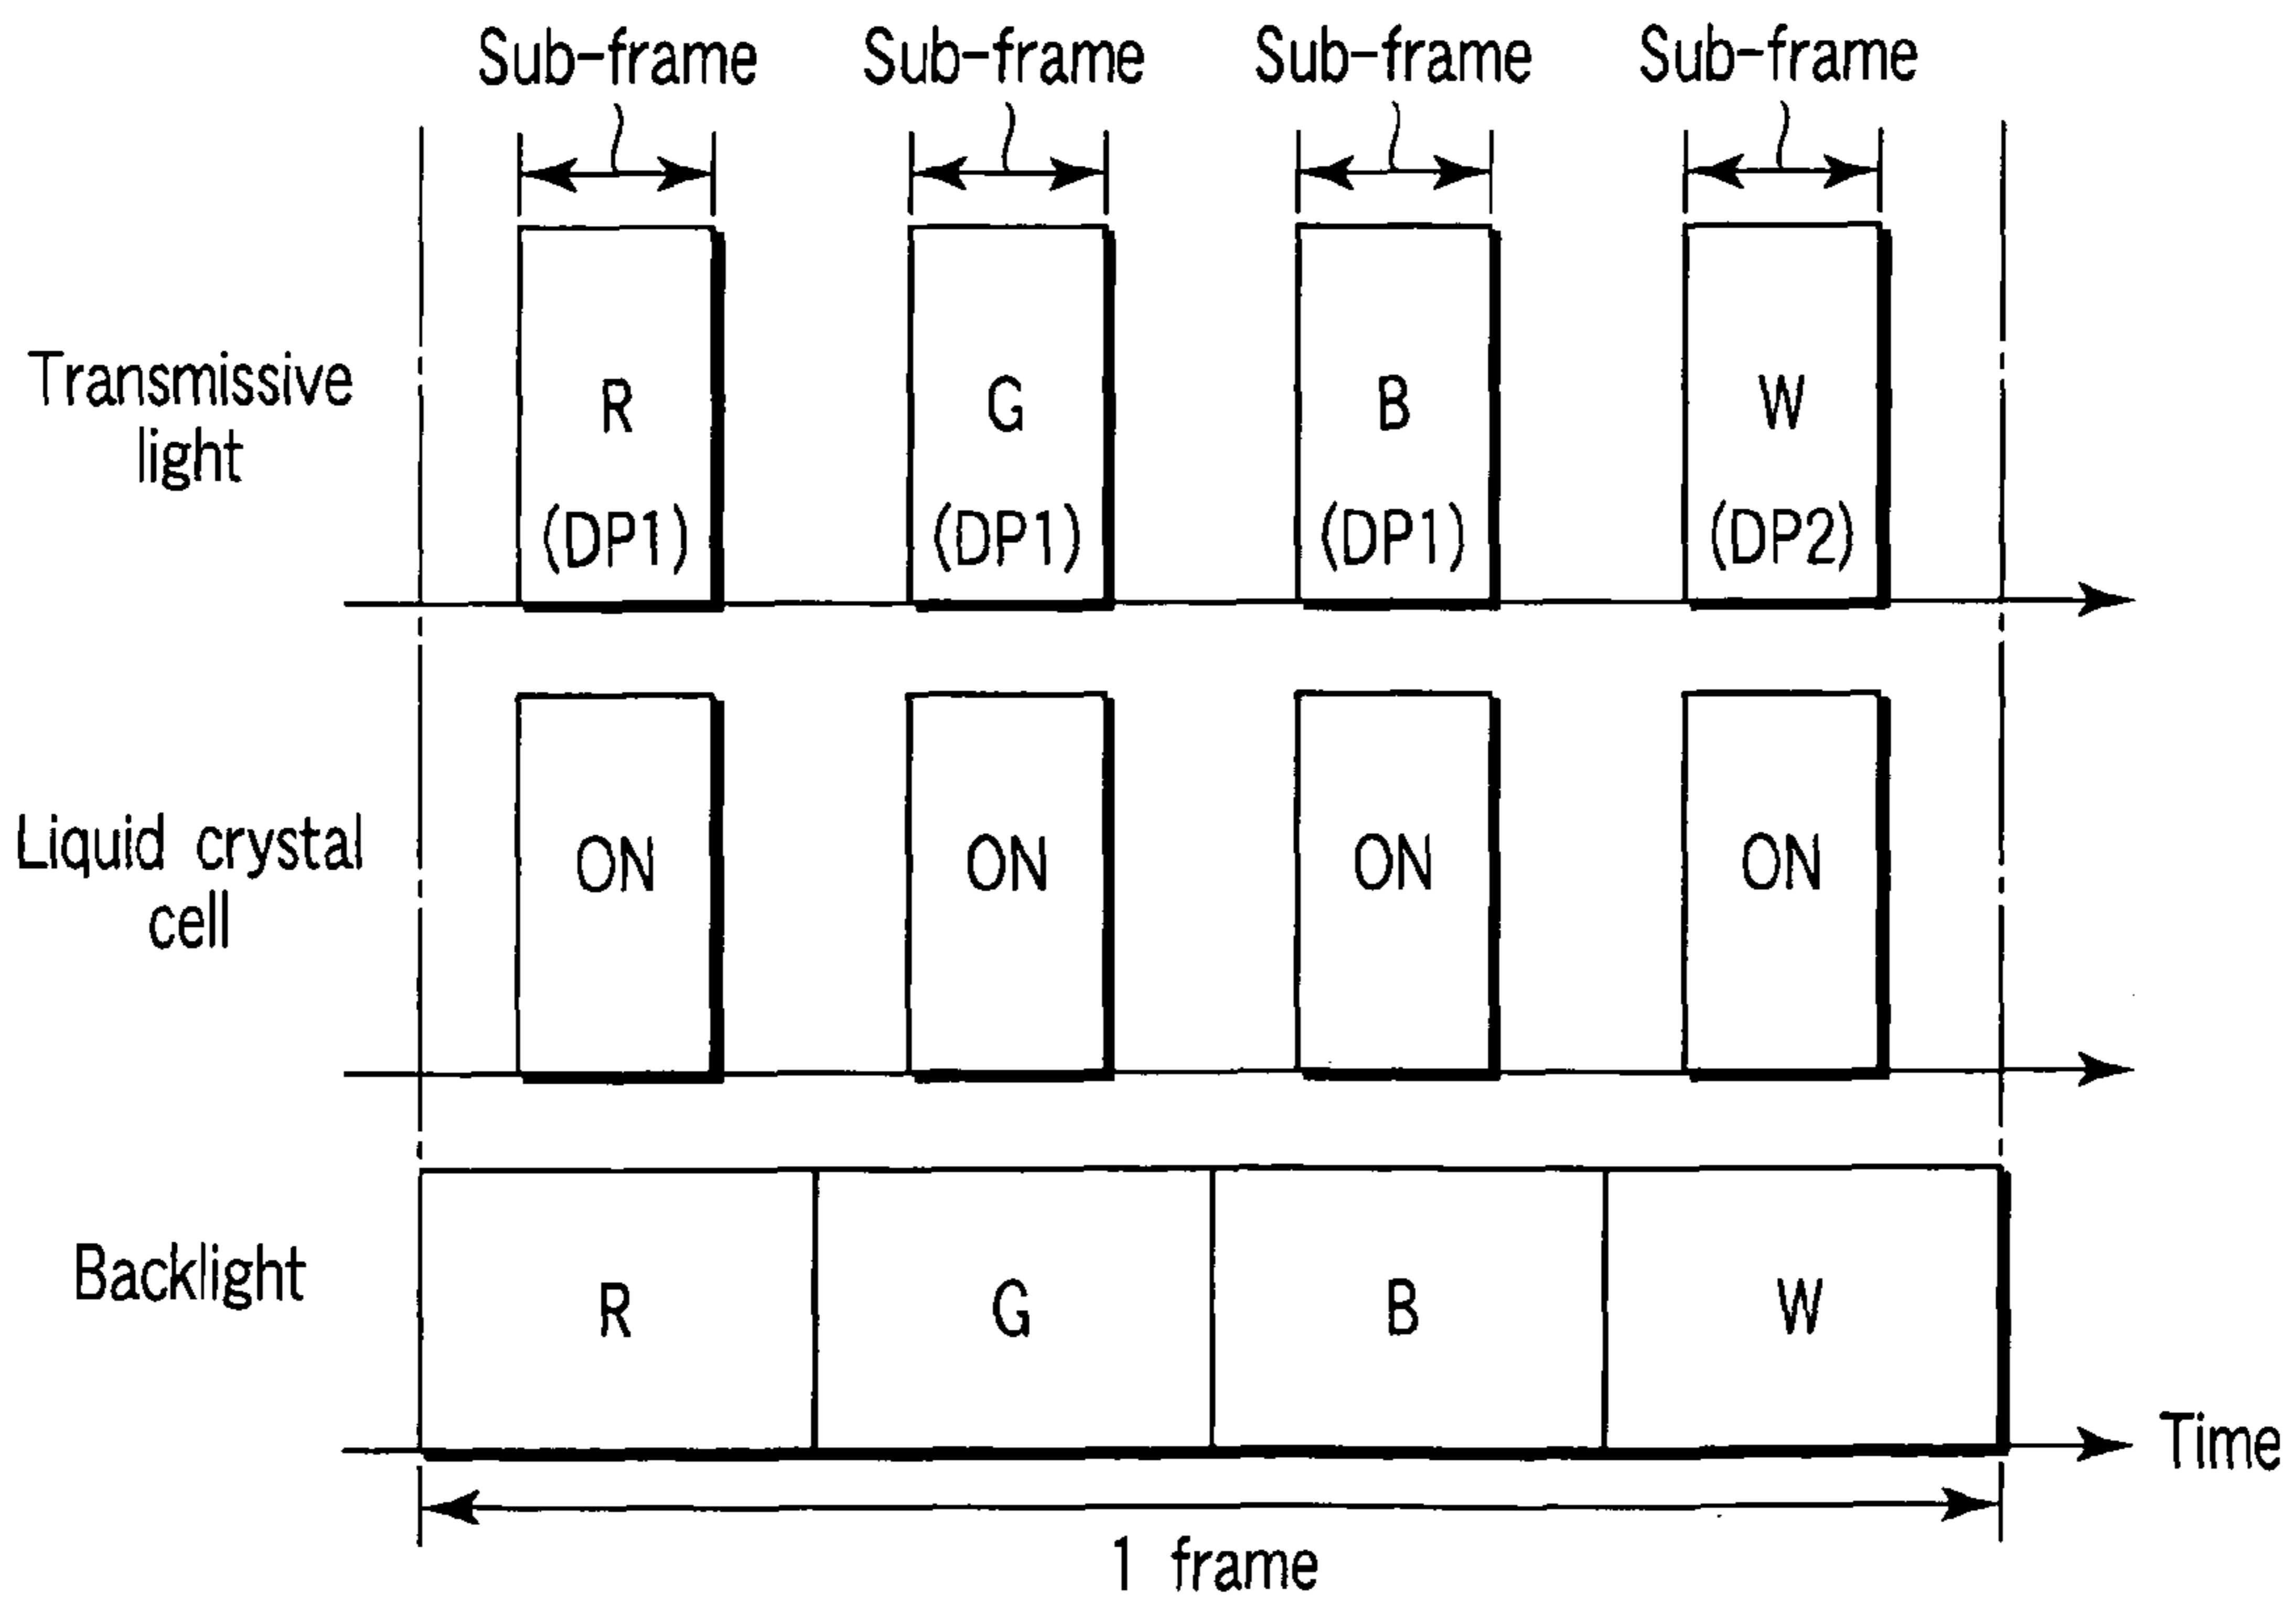 Sub-frame Sub-frame Sub-frame Sub-frame
Transmissive
light
R G B W
(DP1) (DP1) (DP1) (DP2)
Liquid crystal
cell
ON ON ON ON
Backlight
R G B W
Time
1 frame